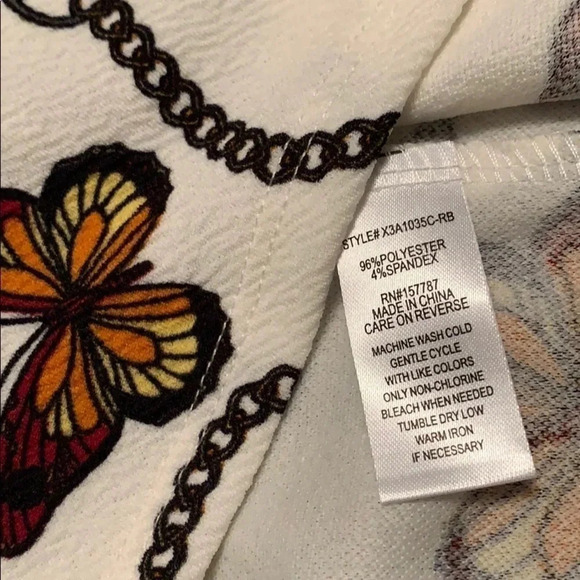 STYLE# X3A1035C-RB
96%POLYESTER
4%SPANDEX
RN#157787
MADE IN CHINA
CARE ON REVERSE
MACHINE WASH COLD
GENTLE CYCLE
WITH LIKE COLORS
ONLY NON-CHLORINE
BLEACH WHEN NEEDED
TUMBLE DRY LOW
WARM IRON
IF NECESSARY